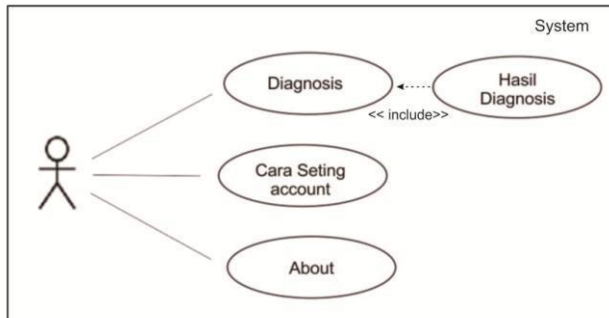 System
Diagnosis
Hasil
Diagnosis
<< include>>
Cara Seting
account
About